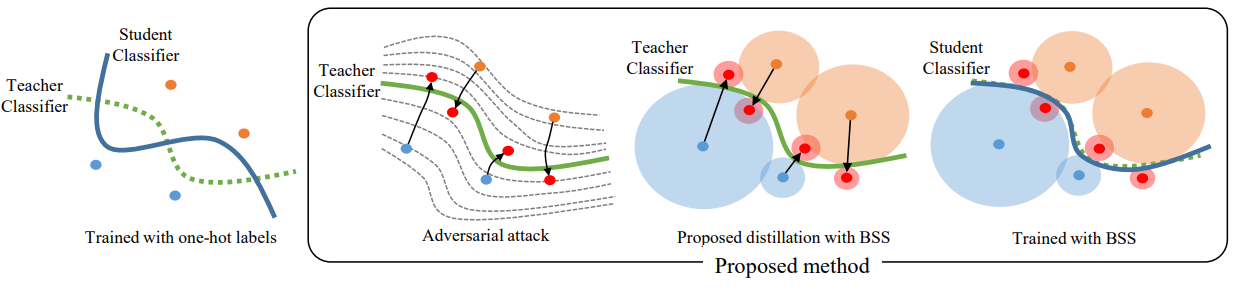 Student
Classifier
Teacher
Classifier
Trained with one-hot labels
Teacher
Classifier
Adversarial attack
Teacher
Classifier
Proposed distillation with BSS
Student
Classifier
Trained with BSS
Proposed method